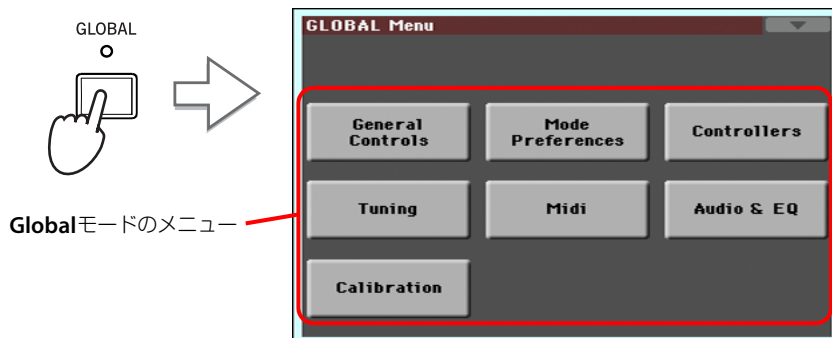 GLOBAL
GLOBAL Menu
General
Controls
Mode
Preferences
Controllers
Tuning
Midi
Audio & EQ
Calibration
Globalモードのメニュー